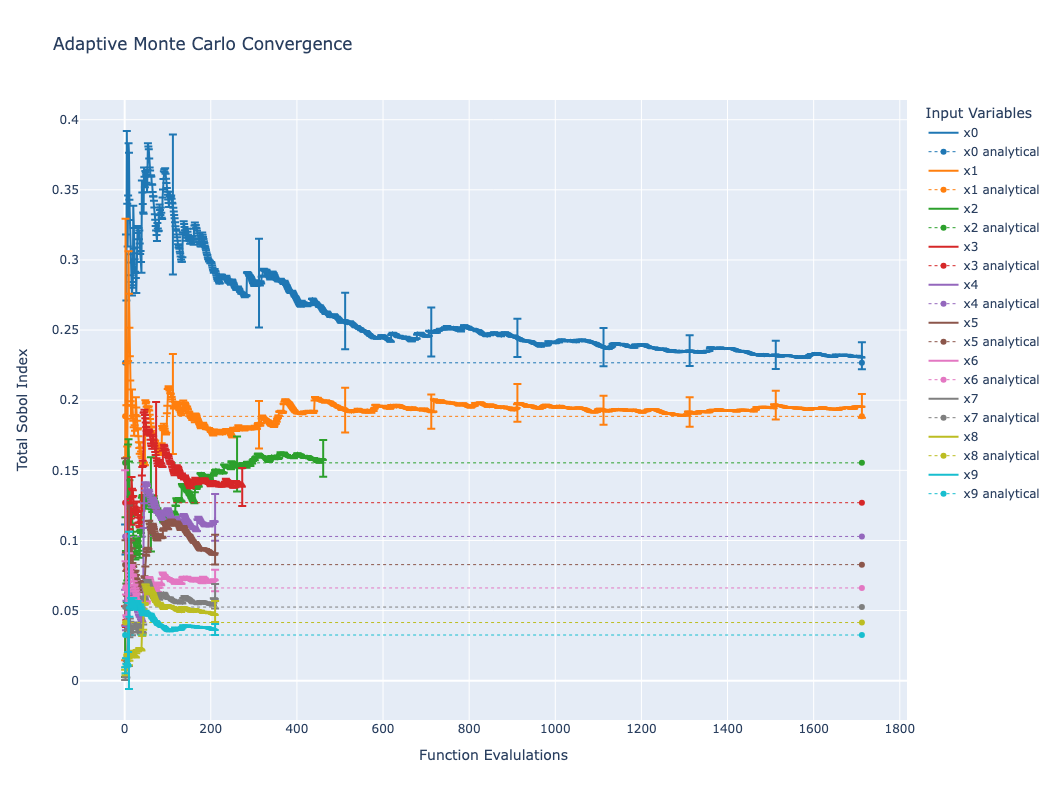 Adaptive Monte Carlo Convergence
Total Sobol Index
0.4
0.35
0.3
0.25
0.2
0.15
0.1
0.05
0
0
200
400
600
800
1000
1200
1400
1600
1800
Function Evalulations
Input Variables
x0
x0 analytical
x1
x1 analytical
x2
x2 analytical
x3
x3 analytical
x4
x4 analytical
x5
x5 analytical
x6
x6 analytical
x7
x7 analytical
x8
x8 analytical
x9
x9 analytical